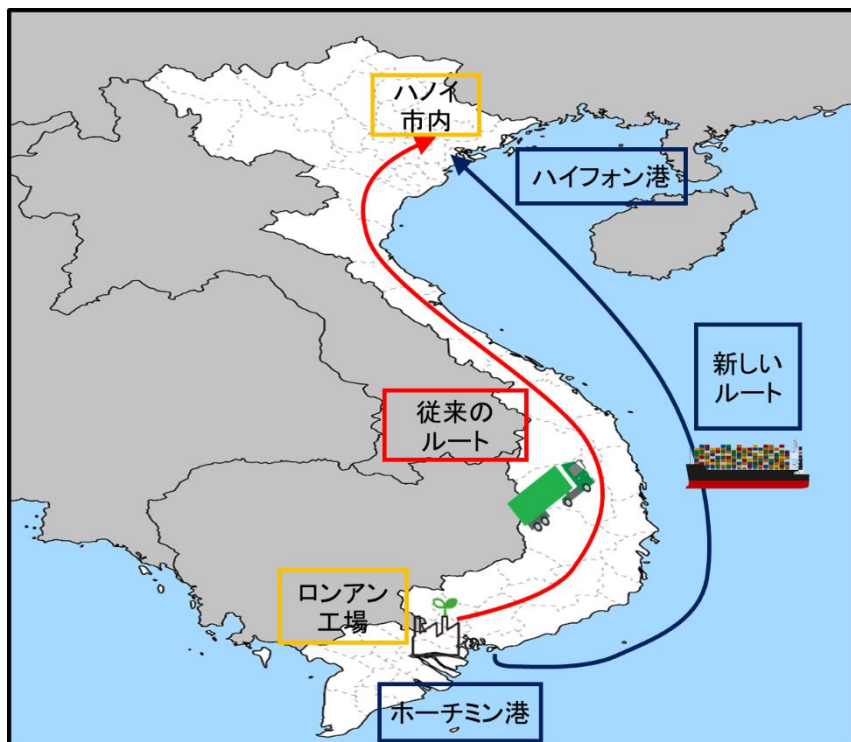 ハノイ
市内
ハイフォン港
新しい
ルート
従来の
ルート
ロンアン
工場
ホーチミン港